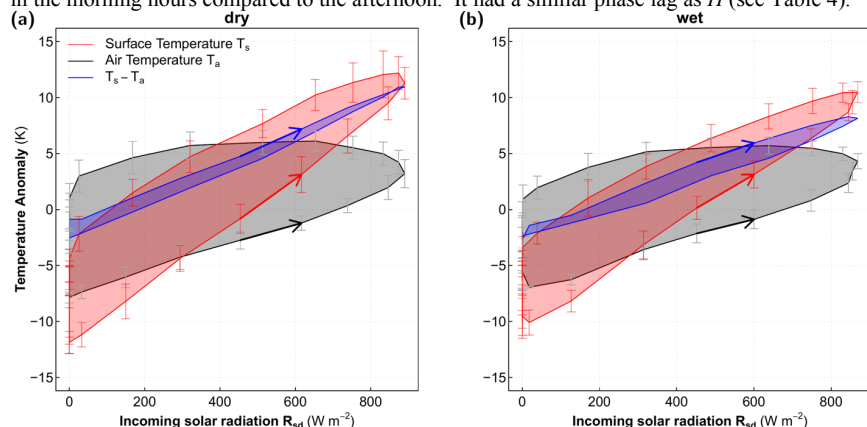 in the morning hours compared to the afternoon. It had a similar phase lag as H (see Table 4).
(a) dry (b) wet
Surface Temperature Ts
Air Temperature Ta
Ts − Ta
Temperature Anomaly (K)
15
10
5
0
−5
−10
−15
0 200 400 600 800
Incoming solar radiation Rsd (W m−2)
15
10
5
0
−5
−10
−15
0 200 400 600 800
Incoming solar radiation Rsd (W m−2)